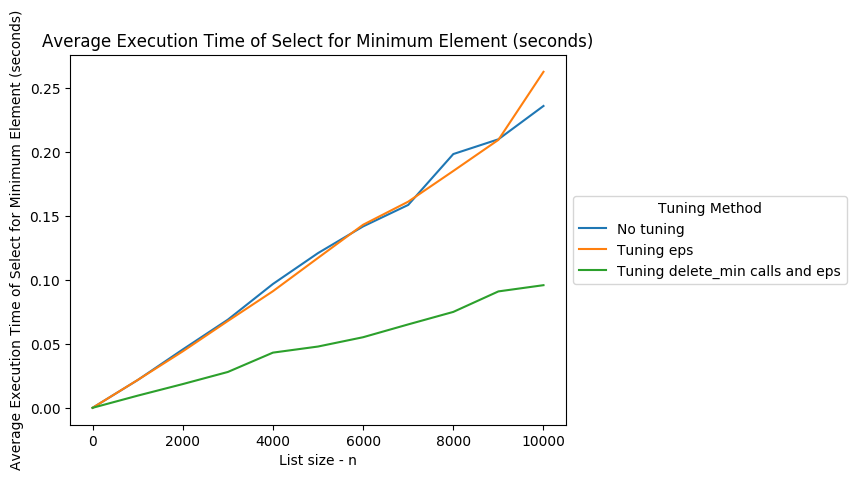 Average Execution Time of Select for Minimum Element (seconds)
Average Execution Time of Select for Minimum Element (seconds)
0.25
0.20
0.15
0.10
0.05
0.00
0 2000 4000 6000 8000 10000
List size - n
Tuning Method
No tuning
Tuning eps
Tuning delete_min calls and eps